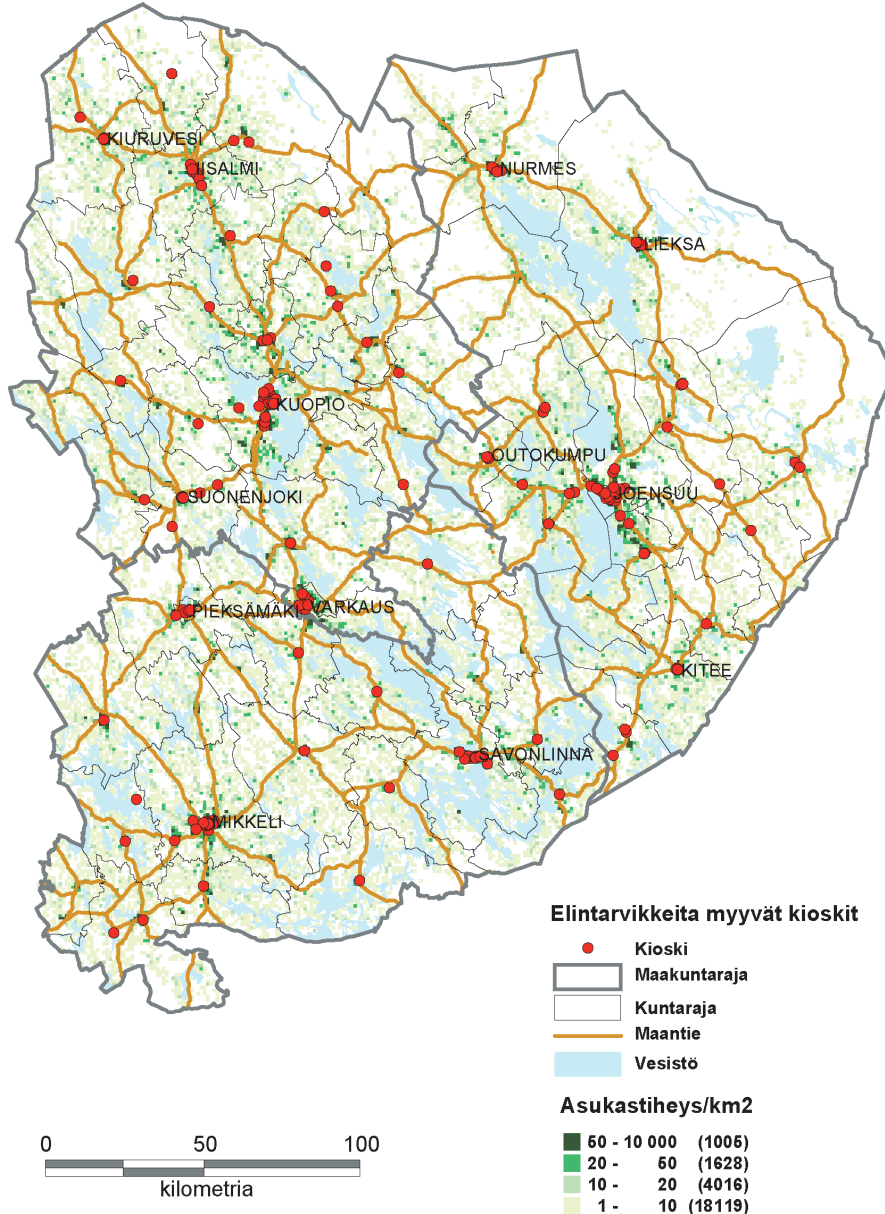 KIURUVESI
IISALMI
NURMES
LIEKSA
KUOPIO
OUTOKUMPU
SUONENJOKI
JOENSUU
PIEKSÄMÄKI
VARKAUS
KITEE
SAVONLINNA
MIKKELI
Elintarvikkeita myyvät kioskit
Kioski
Maakuntaraja
Kuntaraja
Maantie
Vesistö
Asukastiheys/km2
50 - 10 000 (1005)
20 - 50 (1628)
10 - 20 (4016)
1 - 10 (18119)
0 50 100
kilometria